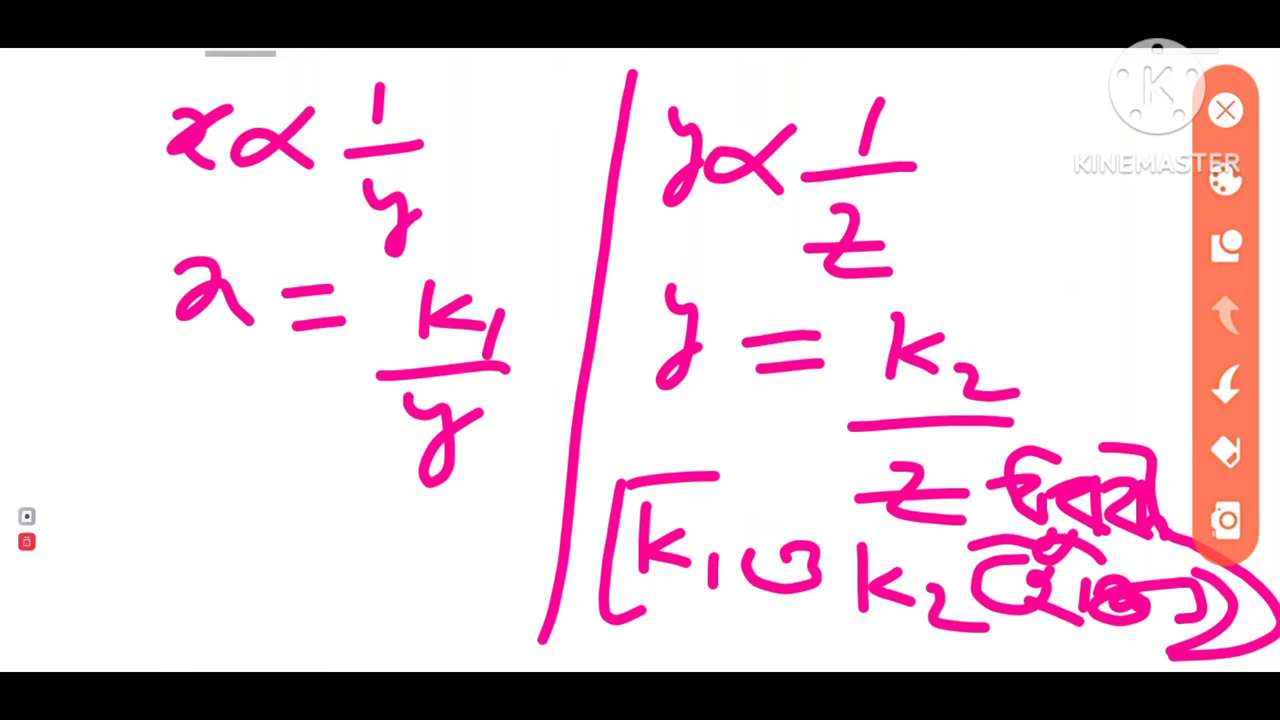 x ∝ 1/y
x = k₁/y
y ∝ 1/z
y = k₂/z
[k₁ ও k₂
KINEMASTER